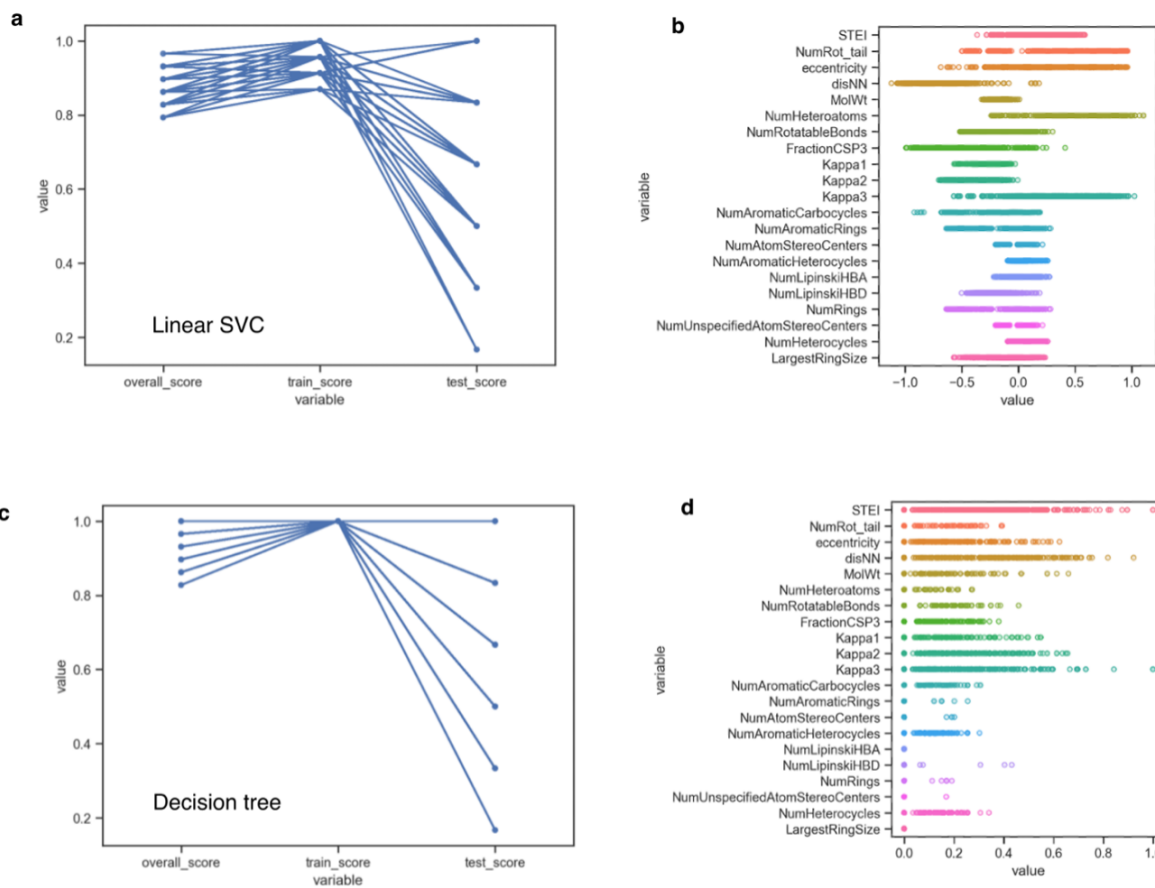 a
1.0
0.8
0.6
0.4
0.2
value
Linear SVC
overall_score train_score test_score
variable
b
STEI
NumRot_tail
eccentricity
disNN
MolWt
NumHeteroatoms
NumRotatableBonds
FractionCSP3
Kappa1
Kappa2
Kappa3
NumAromaticCarbocycles
NumAromaticRings
NumAtomStereoCenters
NumAromaticHeterocycles
NumLipinskiHBA
NumLipinskiHBD
NumRings
NumUnspecifiedAtomStereoCenters
NumHeterocycles
LargestRingSize
variable
−1.0 −0.5 0.0 0.5 1.0
value
c
1.0
0.8
0.6
0.4
0.2
value
Decision tree
overall_score train_score test_score
variable
d
STEI
NumRot_tail
eccentricity
disNN
MolWt
NumHeteroatoms
NumRotatableBonds
FractionCSP3
Kappa1
Kappa2
Kappa3
NumAromaticCarbocycles
NumAromaticRings
NumAtomStereoCenters
NumAromaticHeterocycles
NumLipinskiHBA
NumLipinskiHBD
NumRings
NumUnspecifiedAtomStereoCenters
NumHeterocycles
LargestRingSize
variable
0.0 0.2 0.4 0.6 0.8
value